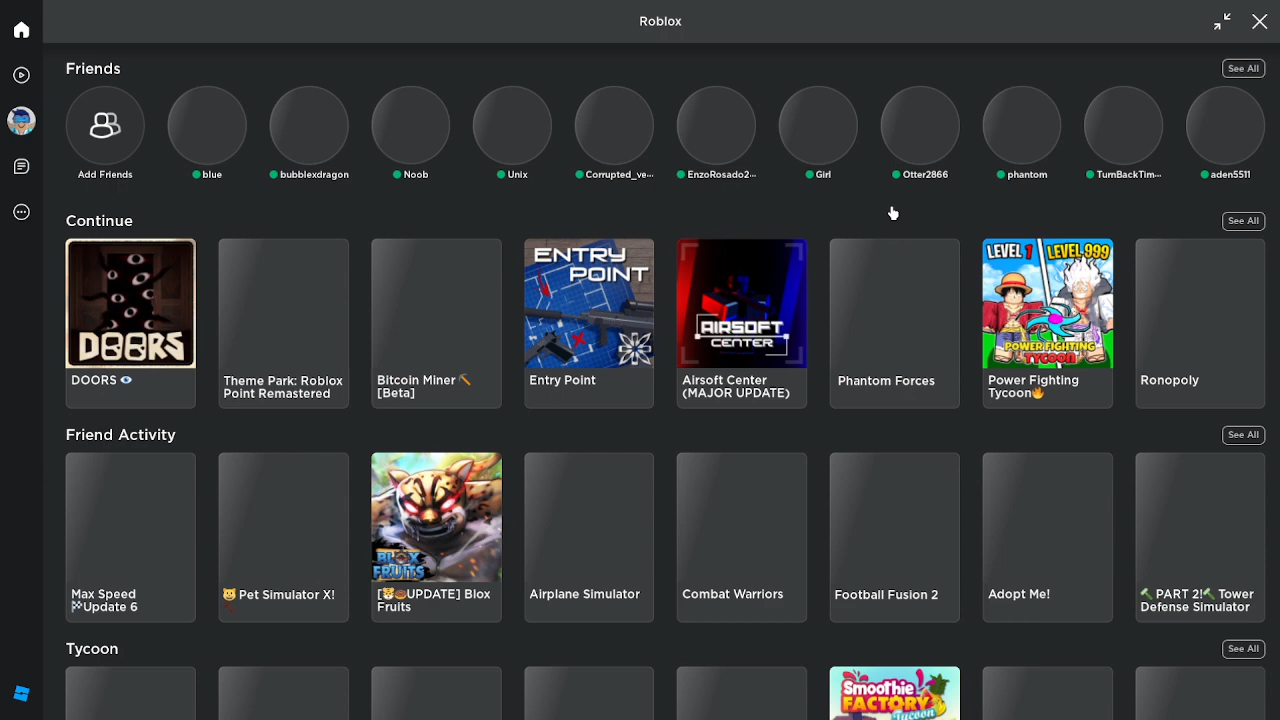 Roblox
Friends
See All
Add Friends
blue
bubblexdragon
Noob
Unix
Corrupted_ve...
EnzoRosado2...
Girl
Otter2866
phantom
TurnBackTim...
aden5511
Continue
See All
DOORS
ENTRY
POINT
AIRSOFT
CENTER
LEVEL 1
LEVEL 999
POWER FIGHTING
TYCOON
DOORS 👁
Theme Park: Roblox
Point Remastered
Bitcoin Miner⛏
[Beta]
Entry Point
Airsoft Center
(MAJOR UPDATE)
Phantom Forces
Power Fighting
Tycoon🔥
Ronopoly
Friend Activity
See All
BLOX
FRUITS
Max Speed
🏁Update 6
🐱 Pet Simulator X!
[🐯🍩UPDATE] Blox
Fruits
Airplane Simulator
Combat Warriors
Football Fusion 2
Adopt Me!
🔨 PART 2!🔨 Tower
Defense Simulator
Tycoon
See All
Smoothie
FACTORY
Tycoon